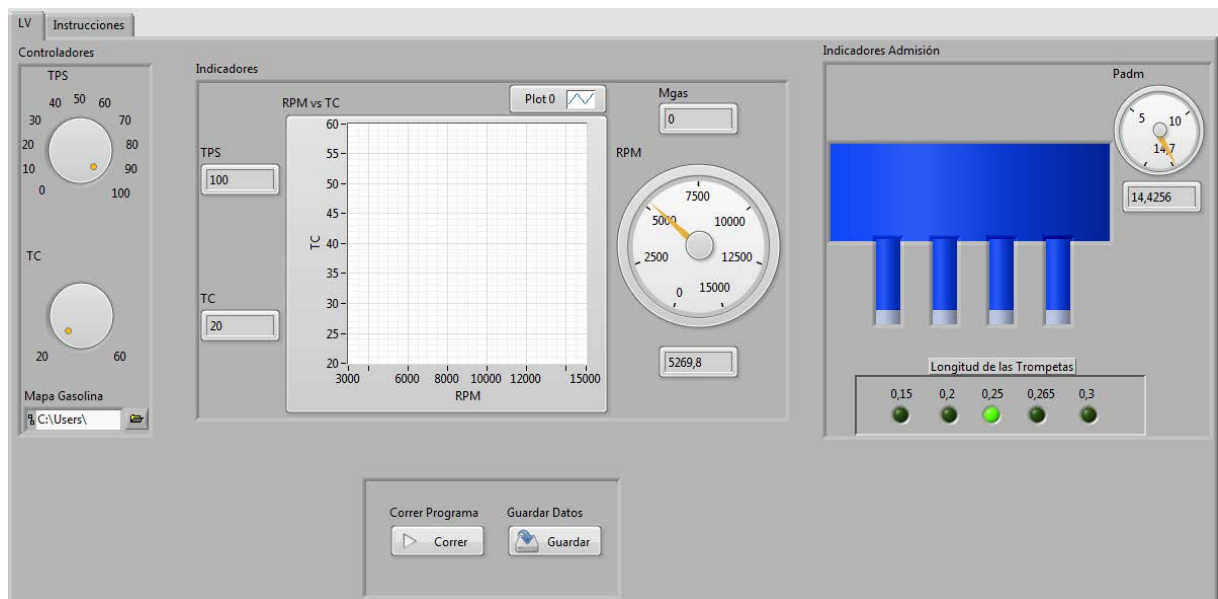 LV Instrucciones
Controladores
TPS
0 10 20 30 40 50 60 70 80 90 100
TC
20 60
Mapa Gasolina
C:\Users\
Indicadores
TPS
100
TC
20
RPM vs TC
Plot 0
TC
60
55
50
45
40
35
30
25
20
3000 6000 8000 10000 12000 15000
RPM
Mgas
0
RPM
0 2500 5000 7500 10000 12500 15000
5269,8
Indicadores Admisión
Padm
5 10 14,7
14,4256
Longitud de las Trompetas
0,15 0,2 0,25 0,265 0,3
Correr Programa Guardar Datos
Correr Guardar